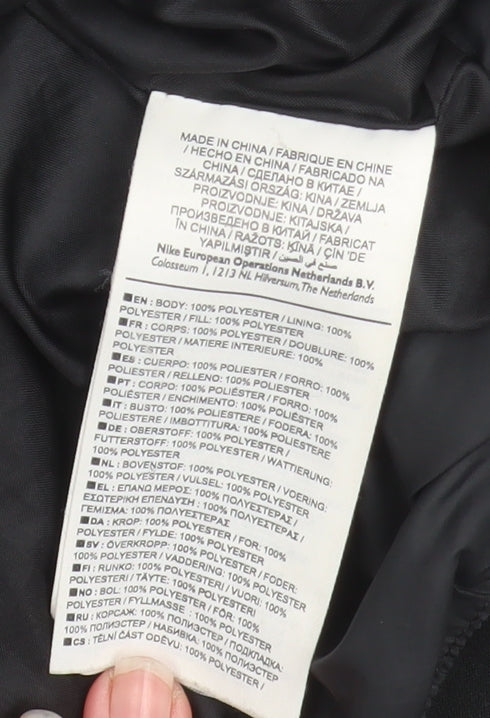 MADE IN CHINA / FABRIQUE EN CHINE
/ HECHO EN CHINA / FABRICADO NA
CHINA / СДЕЛАНО В КИТАЕ /
SZÁRMAZÁSI ORSZÁG: KÍNA / ZEMLJA
PROIZVODNJE: KINA / DRŽAVA
PROIZVODNJE: KITAJSKA /
ПРОИЗВЕДЕНО В КИТАЙ / FABRICAT
ÎN CHINA / RAŽOTS: ĶĪNĀ / ÇİN 'DE
YAPILMIŞTIR / صنع في الصين
Nike European Operations Netherlands B.V.
Colosseum 1, 1213 NL Hilversum, The Netherlands
EN : BODY: 100% POLYESTER / LINING: 100%
POLYESTER / FILL: 100% POLYESTER
FR : CORPS: 100% POLYESTER / DOUBLURE: 100%
POLYESTER / MATIERE INTERIEURE: 100%
POLYESTER
ES : CUERPO: 100% POLIESTER / FORRO: 100%
POLIESTER / RELLENO: 100% POLIESTER
PT : CORPO: 100% POLIÉSTER / FORRO: 100%
POLIÉSTER / ENCHIMENTO: 100% POLIÉSTER
IT : BUSTO: 100% POLIESTERE / FODERA: 100%
POLIESTERE / IMBOTTITURA: 100% POLIESTERE
DE : OBERSTOFF: 100% POLYESTER /
FUTTERSTOFF: 100% POLYESTER / WATTIERUNG:
100% POLYESTER
NL : BOVENSTOF: 100% POLYESTER / VOERING:
100% POLYESTER / VULSEL: 100% POLYESTER
EL : ΕΠΑΝΩ ΜΕΡΟΣ: 100% ΠΟΛΥΕΣΤΕΡΑΣ /
ΕΣΩΤΕΡΙΚΗ ΕΠΕΝΔΥΣΗ : 100% ΠΟΛΥΕΣΤΕΡΑΣ /
ΓΕΜΙΣΜΑ: 100% ΠΟΛΥΕΣΤΕΡΑΣ
DA : KROP: 100% POLYESTER / FOR: 100%
POLYESTER / FYLDE: 100% POLYESTER
SV : ÖVERKROPP: 100% POLYESTER / FODER:
100% POLYESTER / VADDERING: 100% POLYESTER
FI : RUNKO: 100% POLYESTERI / VUORI: 100%
POLYESTERI / TÄYTE: 100% POLYESTERI
NO : BOL: 100% POLYESTER / FÔR: 100%
POLYESTER / FYLLMASSE : 100% POLYESTER
RU : КОРСАЖ: 100% ПОЛИЭСТЕР / ПОДКЛАДКА:
100% ПОЛИЭСТЕР / НАБИВКА: 100% ПОЛИЭСТЕР
CS : TĚLNÍ ČÁST ODĚVU: 100% POLYESTER /